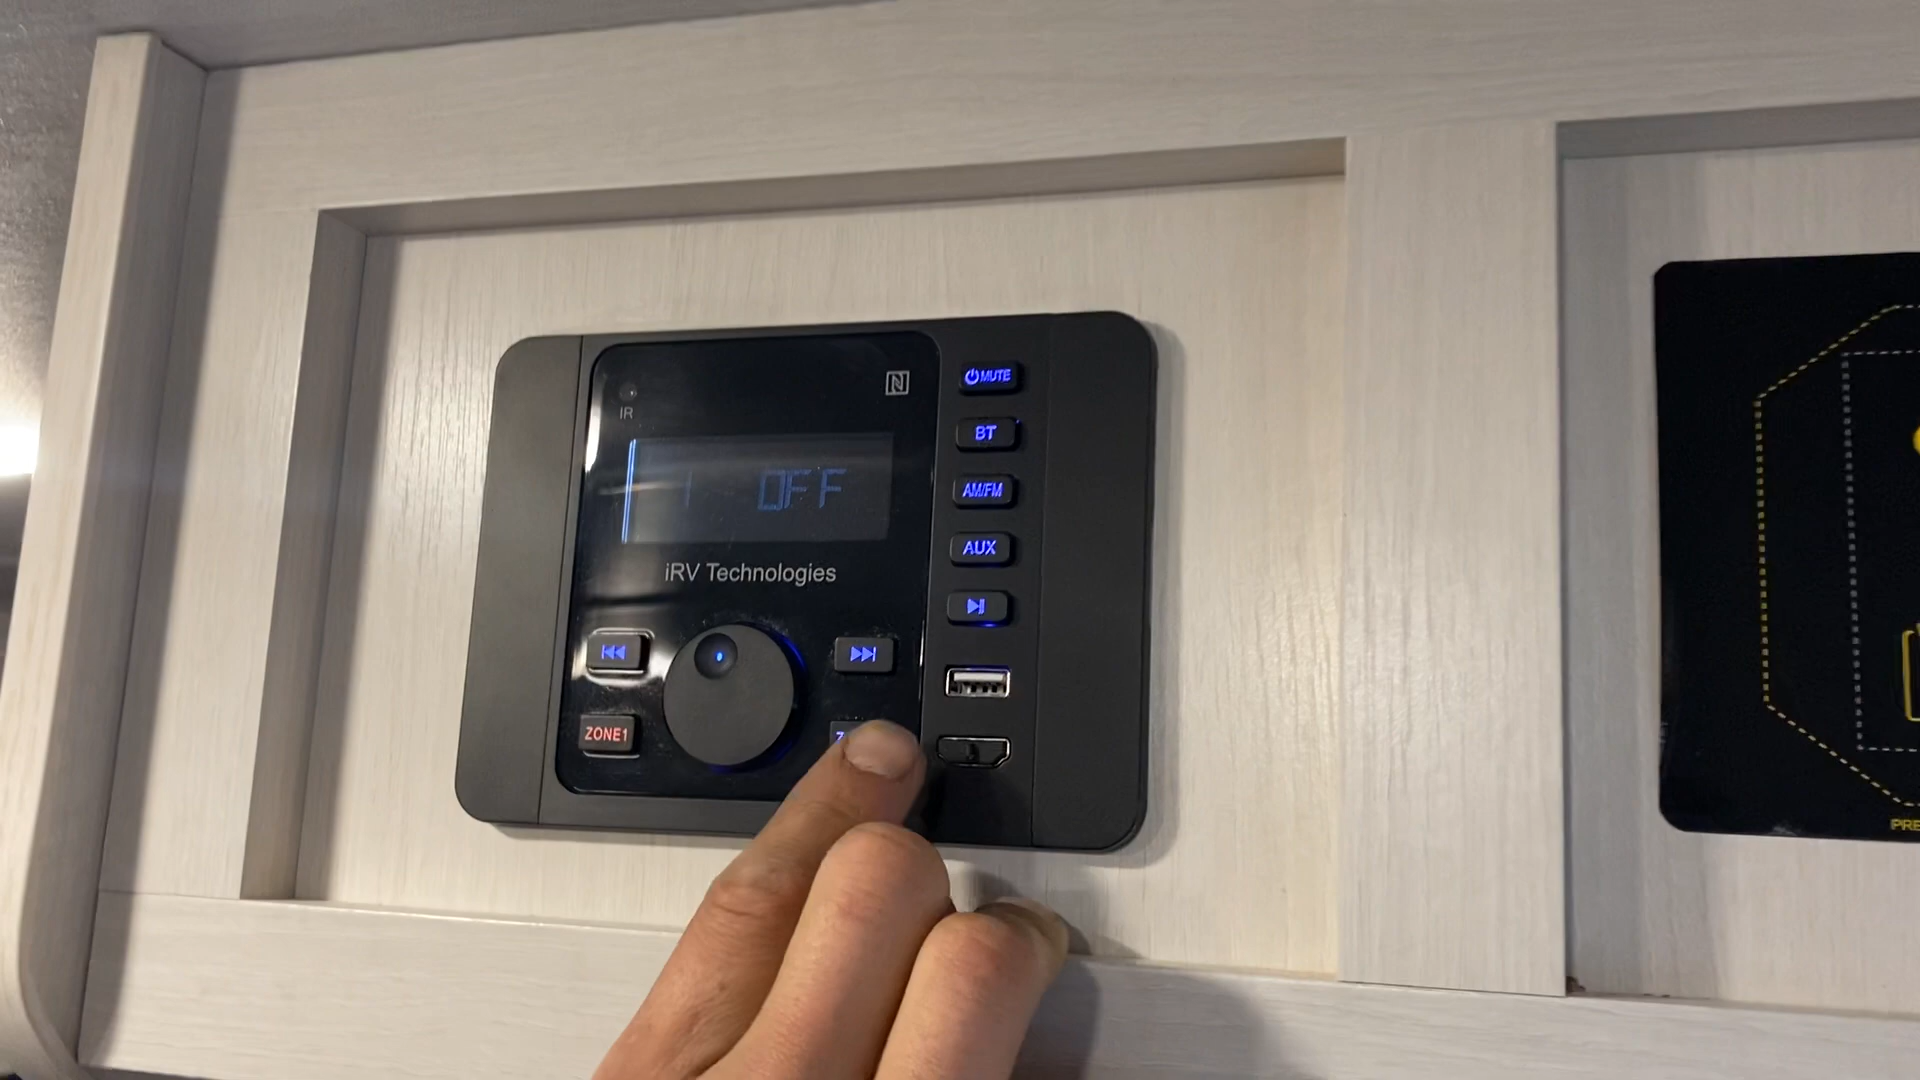 MUTE
IR
BT
1 OFF
AM/FM
AUX
iRV Technologies
ZONE1